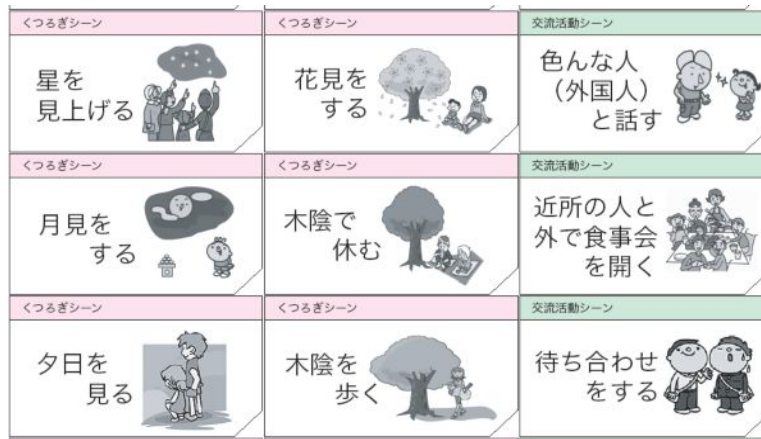 くつろぎシーン
星を
見上げる
くつろぎシーン
花見を
する
交流活動シーン
色んな人
（外国人）
と話す
くつろぎシーン
月見を
する
くつろぎシーン
木陰で
休む
交流活動シーン
近所の人と
外で食事会
を開く
くつろぎシーン
夕日を
見る
くつろぎシーン
木陰を
歩く
交流活動シーン
待ち合わせ
をする